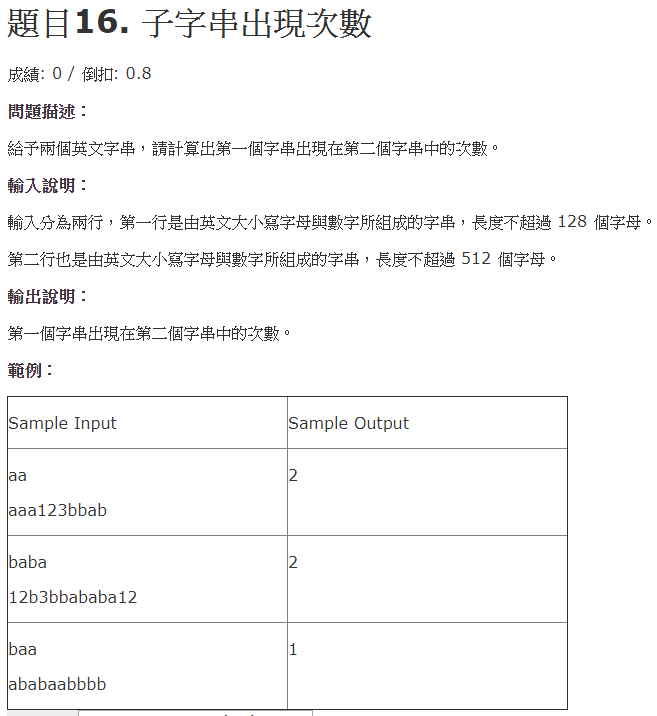 題目16. 子字串出現次數
成績: 0 / 倒扣: 0.8
問題描述：
給予兩個英文字串，請計算出第一個字串出現在第二個字串中的次數。
輸入說明：
輸入分為兩行，第一行是由英文大小寫字母與數字所組成的字串，長度不超過 128 個字母。
第二行也是由英文大小寫字母與數字所組成的字串，長度不超過 512 個字母。
輸出說明：
第一個字串出現在第二個字串中的次數。
範例：
Sample Input
Sample Output
aa
2
aaa123bbab
baba
2
12b3bbababa12
baa
1
ababaabbbb